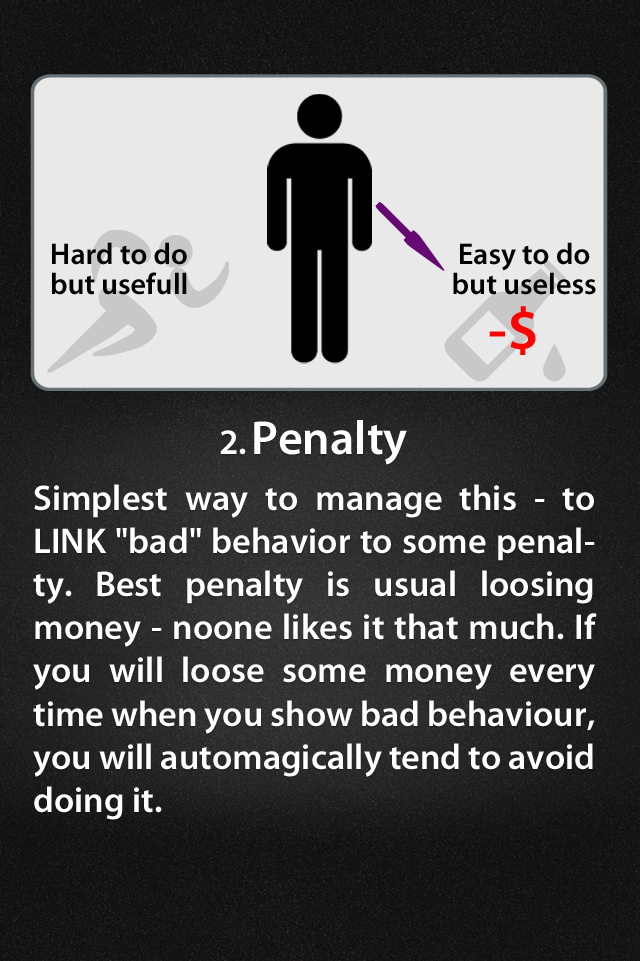 Hard to do
but usefull
Easy to do
but useless
-$
2. Penalty
Simplest way to manage this - to
LINK "bad" behavior to some penal-
ty. Best penalty is usual loosing
money - noone likes it that much. If
you will loose some money every
time when you show bad behaviour,
you will automagically tend to avoid
doing it.